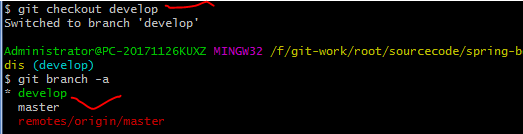 $ git checkout develop
Switched to branch 'develop'
Administrator@PC-20171126KUXZ MINGW32 /f/git-work/root/sourcecode/spring-b
dis (develop)
$ git branch -a
* develop
master
remotes/origin/master